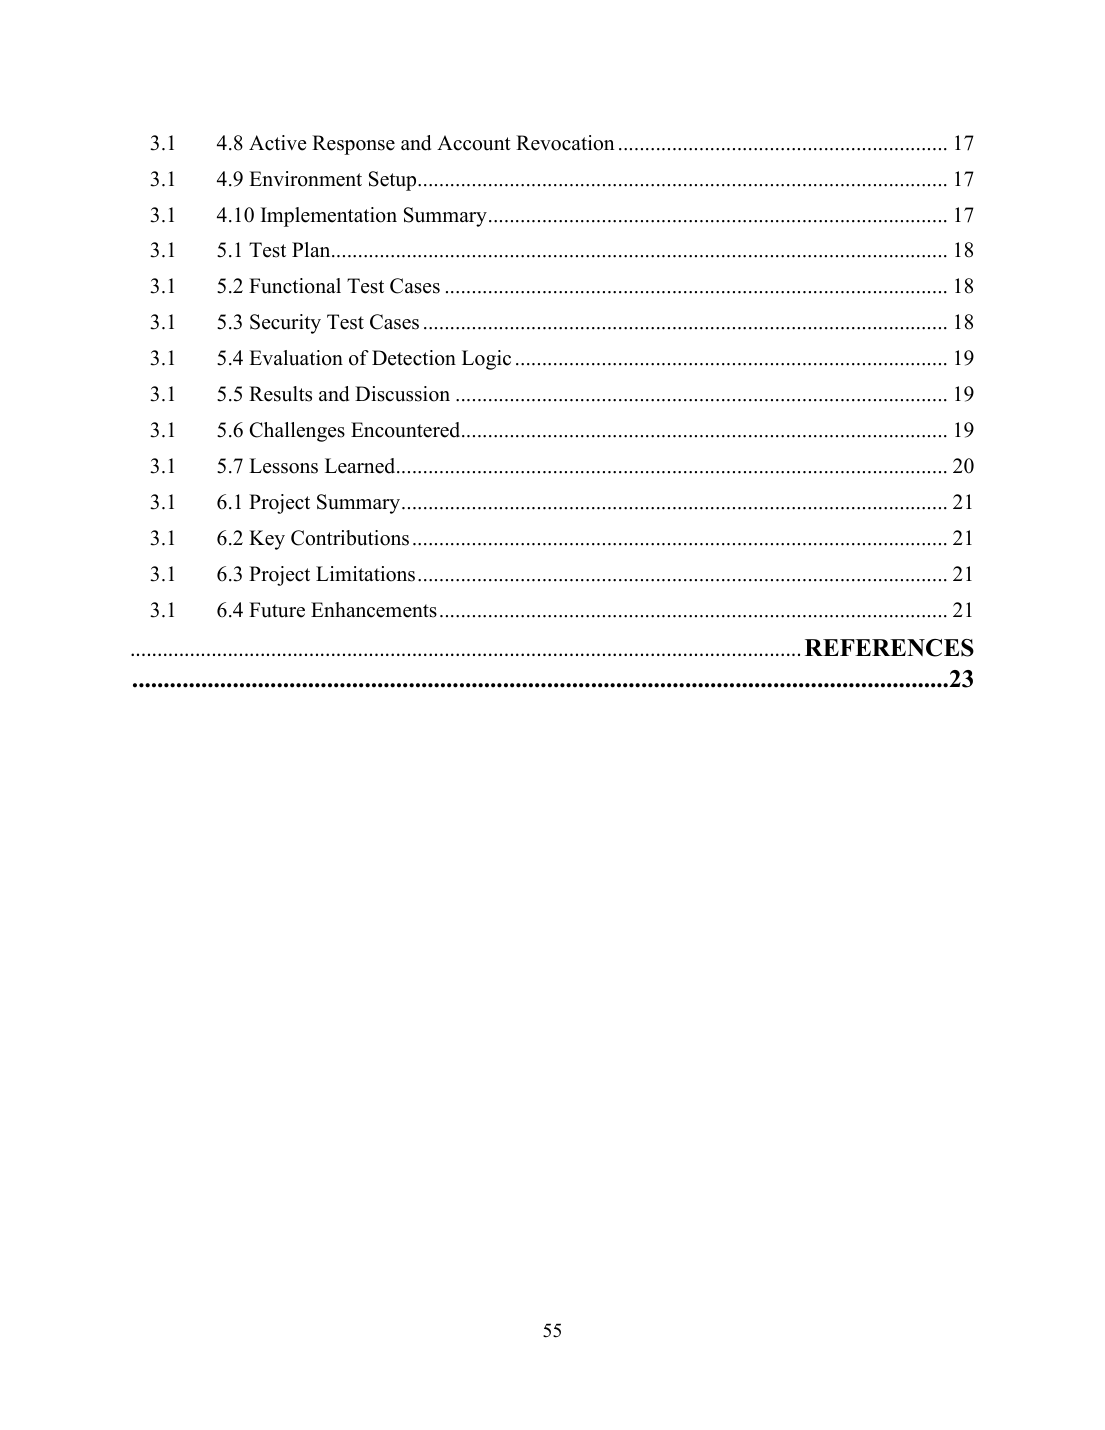 3.1 4.8 Active Response and Account Revocation ............................................................. 17
3.1 4.9 Environment Setup.................................................................................................. 17
3.1 4.10 Implementation Summary..................................................................................... 17
3.1 5.1 Test Plan.................................................................................................................. 18
3.1 5.2 Functional Test Cases ............................................................................................. 18
3.1 5.3 Security Test Cases ................................................................................................. 18
3.1 5.4 Evaluation of Detection Logic ................................................................................ 19
3.1 5.5 Results and Discussion ........................................................................................... 19
3.1 5.6 Challenges Encountered.......................................................................................... 19
3.1 5.7 Lessons Learned...................................................................................................... 20
3.1 6.1 Project Summary..................................................................................................... 21
3.1 6.2 Key Contributions ................................................................................................... 21
3.1 6.3 Project Limitations.................................................................................................. 21
3.1 6.4 Future Enhancements.............................................................................................. 21
............................................................................................................................ REFERENCES
....................................................................................................................................23
55